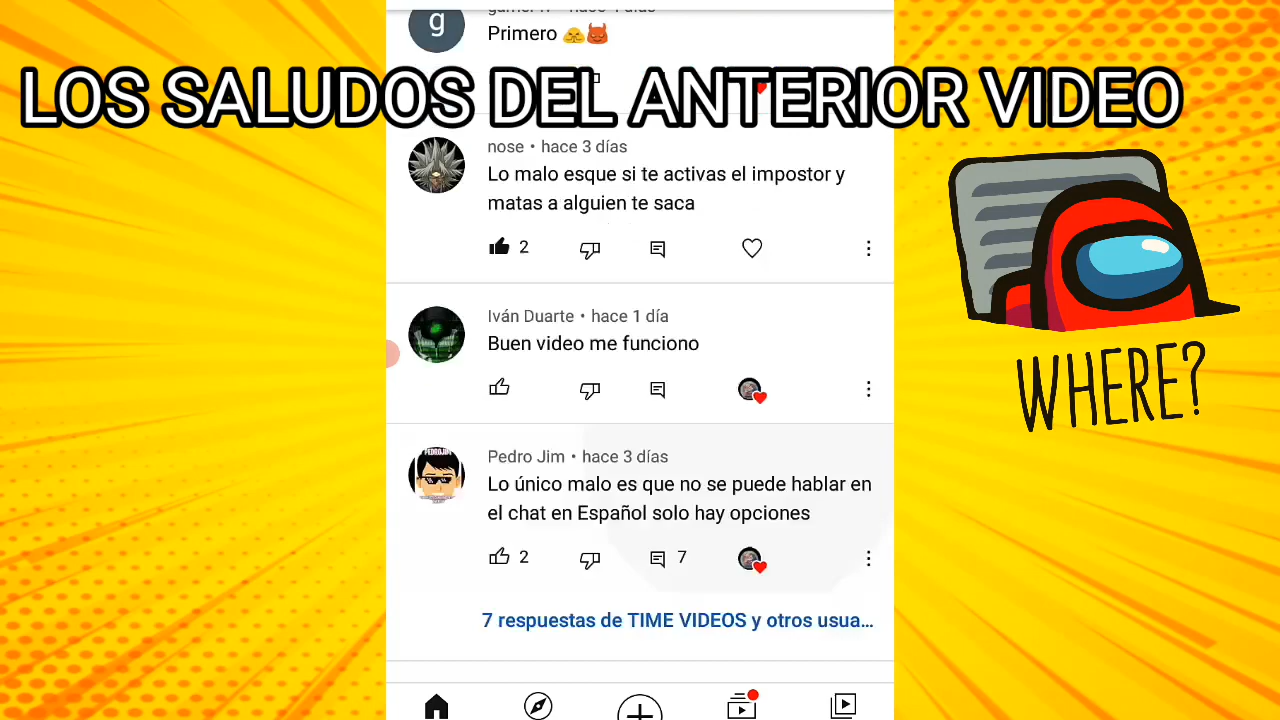 g
Primero
LOS SALUDOS DEL ANTERIOR VIDEO
nose • hace 3 días
Lo malo esque si te activas el impostor y
matas a alguien te saca
2
Iván Duarte • hace 1 día
Buen video me funciono
WHERE?
PEDROJIM
Pedro Jim • hace 3 días
Lo único malo es que no se puede hablar en
el chat en Español solo hay opciones
2
7
7 respuestas de TIME VIDEOS y otros usua...